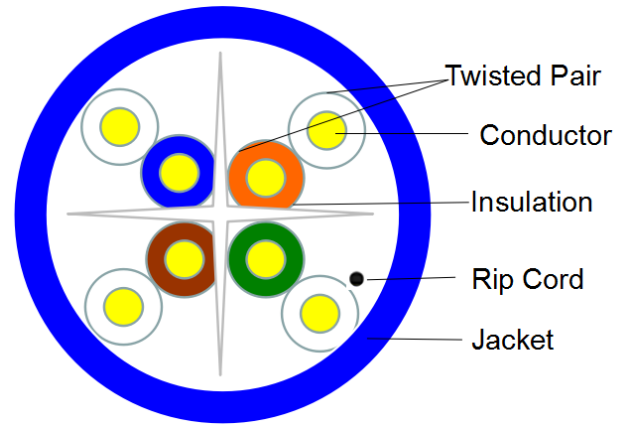 Twisted Pair
Conductor
Insulation
Rip Cord
Jacket